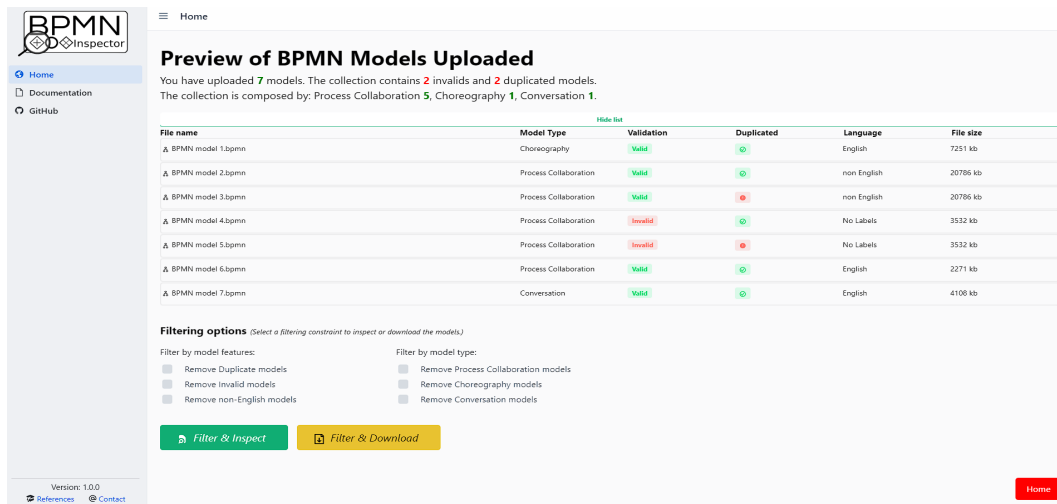 BPMN
Inspector
Home
Documentation
GitHub
Version: 1.0.0
References Contact
Home
Preview of BPMN Models Uploaded
You have uploaded 7 models. The collection contains 2 invalids and 2 duplicated models.
The collection is composed by: Process Collaboration 5, Choreography 1, Conversation 1.
Hide list
File name Model Type Validation Duplicated Language File size
BPMN model 1.bpmn Choreography Valid English 7251 kb
BPMN model 2.bpmn Process Collaboration Valid non English 20786 kb
BPMN model 3.bpmn Process Collaboration Valid non English 20786 kb
BPMN model 4.bpmn Process Collaboration Invalid No Labels 3532 kb
BPMN model 5.bpmn Process Collaboration Invalid No Labels 3532 kb
BPMN model 6.bpmn Process Collaboration Valid English 2271 kb
BPMN model 7.bpmn Conversation Valid English 4108 kb
Filtering options (Select a filtering constraint to inspect or download the models.)
Filter by model features: Filter by model type:
Remove Duplicate models Remove Process Collaboration models
Remove Invalid models Remove Choreography models
Remove non-English models Remove Conversation models
Filter & Inspect Filter & Download
Home